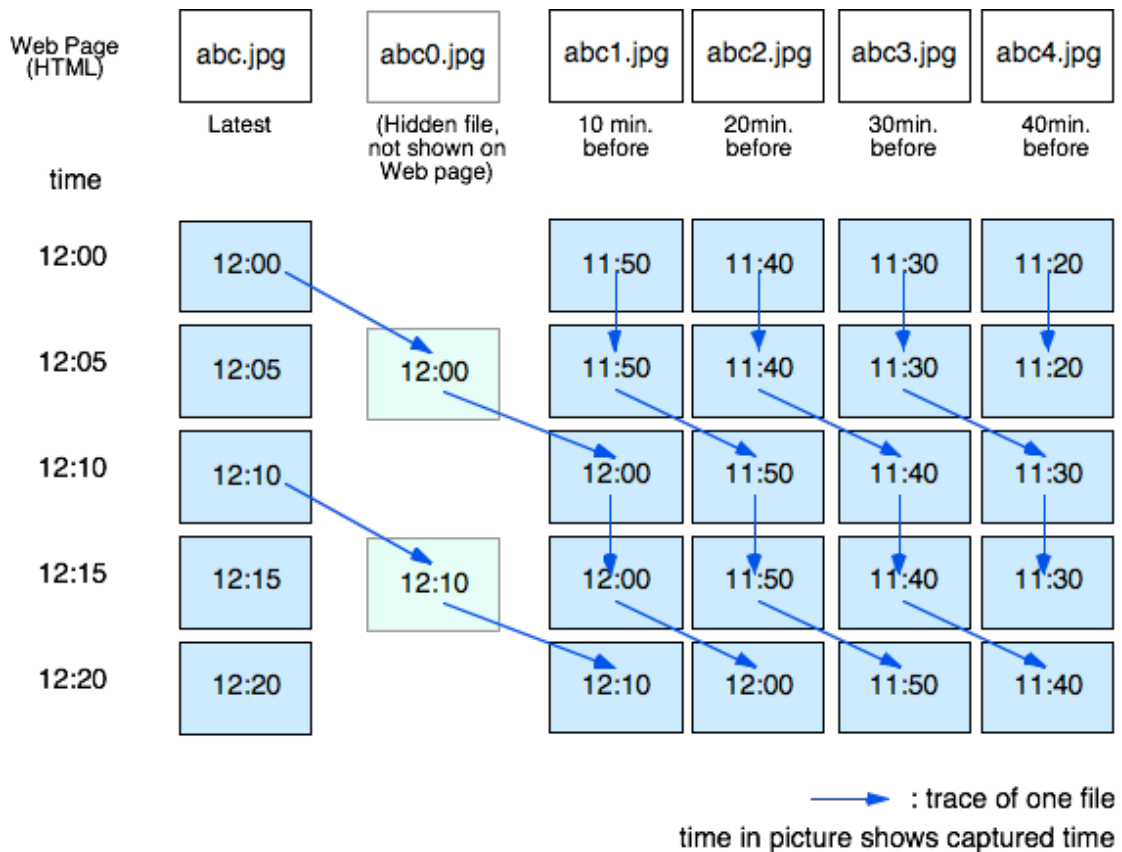 Web Page
(HTML)
abc.jpg
abc0.jpg
abc1.jpg
abc2.jpg
abc3.jpg
abc4.jpg
Latest
(Hidden file,
not shown on
Web page)
10 min.
before
20min.
before
30min.
before
40min.
before
time
12:00
12:00
11:50
11:40
11:30
11:20
12:05
12:05
12:00
11:50
11:40
11:30
11:20
12:10
12:10
12:00
11:50
11:40
11:30
12:15
12:15
12:10
12:00
11:50
11:40
11:30
12:20
12:20
12:10
12:00
11:50
11:40
: trace of one file
time in picture shows captured time